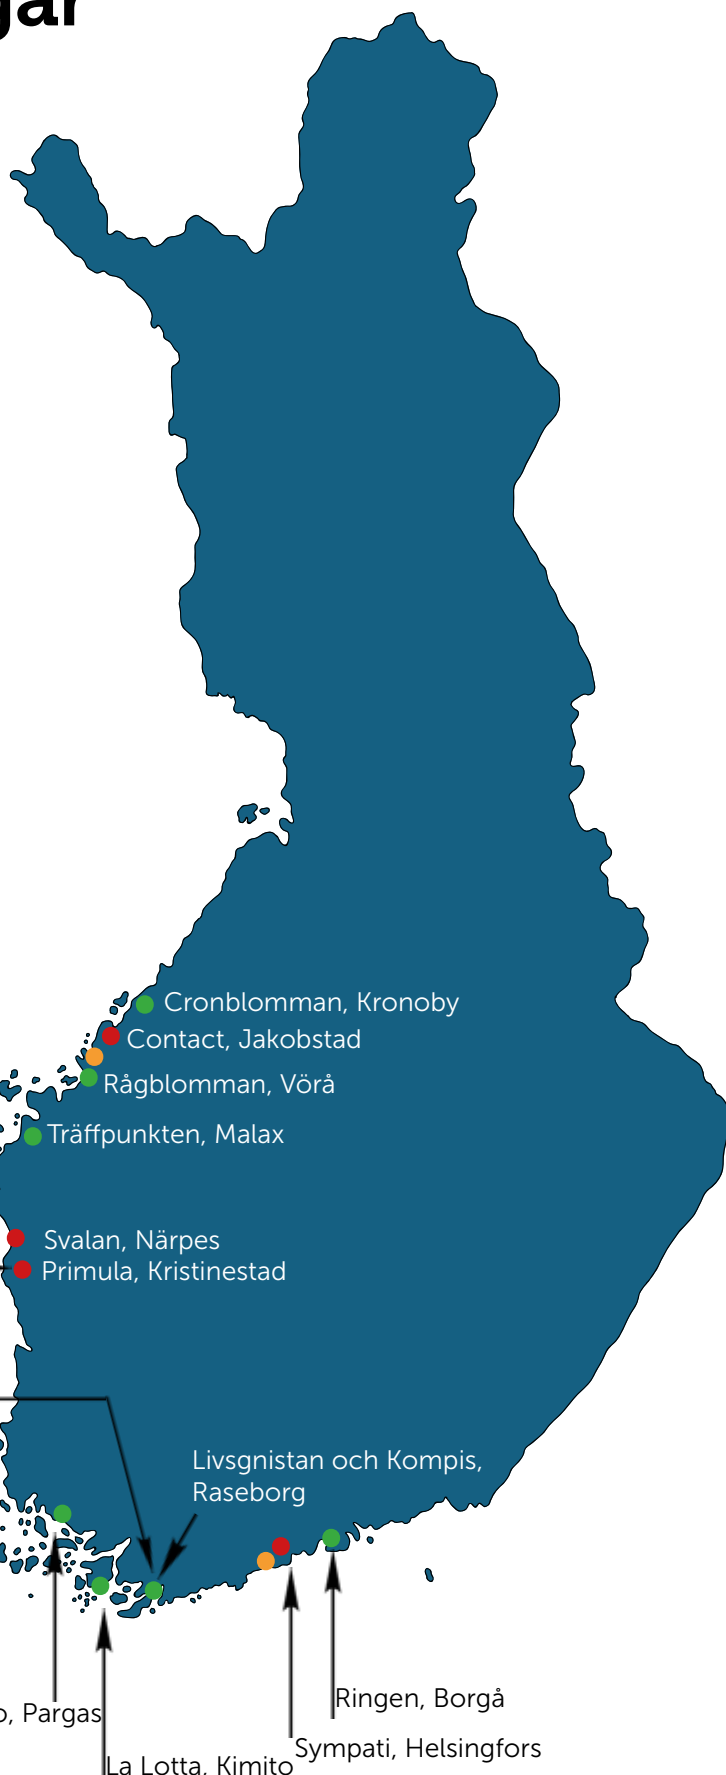 Cronblomman, Kronoby
Contact, Jakobstad
Rågblomman, Vörå
Träffpunkten, Malax
Svalan, Närpes
Primula, Kristinestad
Livsgnistan och Kompis,
Raseborg
Ringen, Borgå
Pargas
Sympati, Helsingfors
La Lotta, Kimito